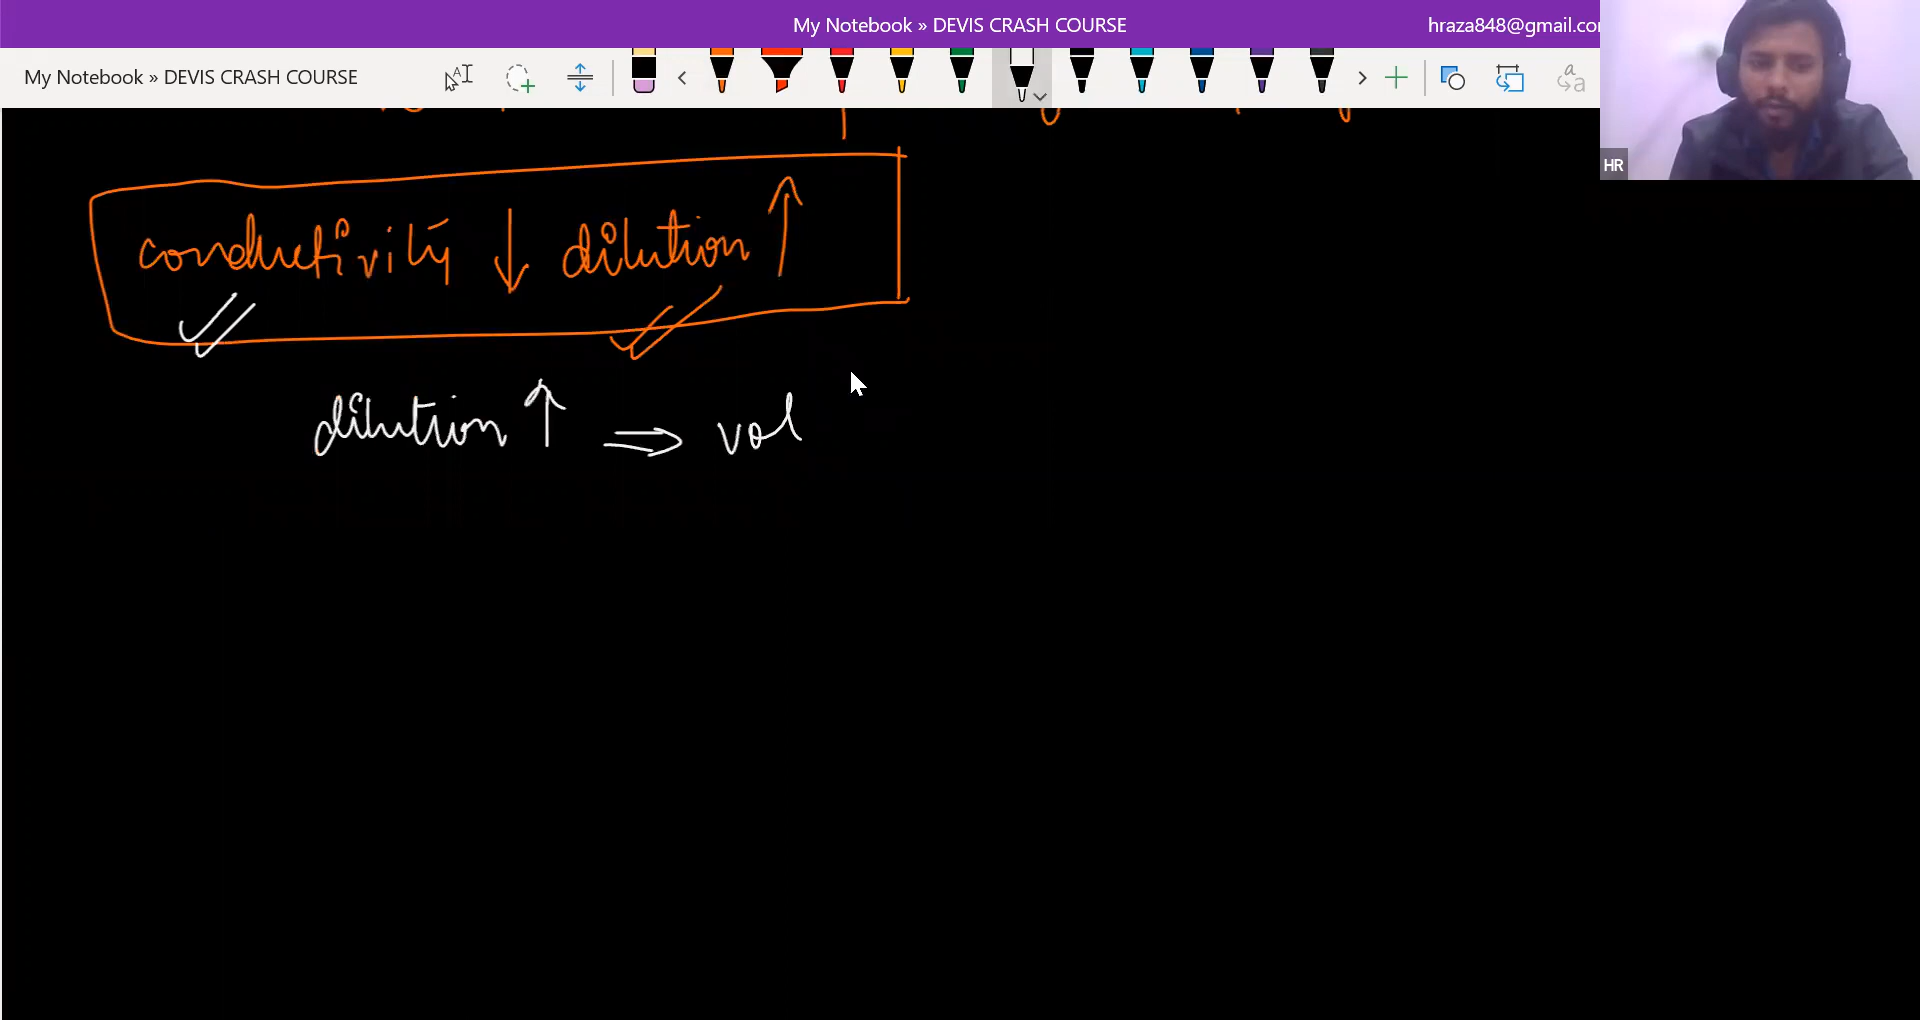 My Notebook » DEVIS CRASH COURSE
hraza848@gmail.co
My Notebook » DEVIS CRASH COURSE
HR
conductivity ↓ dilution ↑
dilution ↑ ⇒ vol